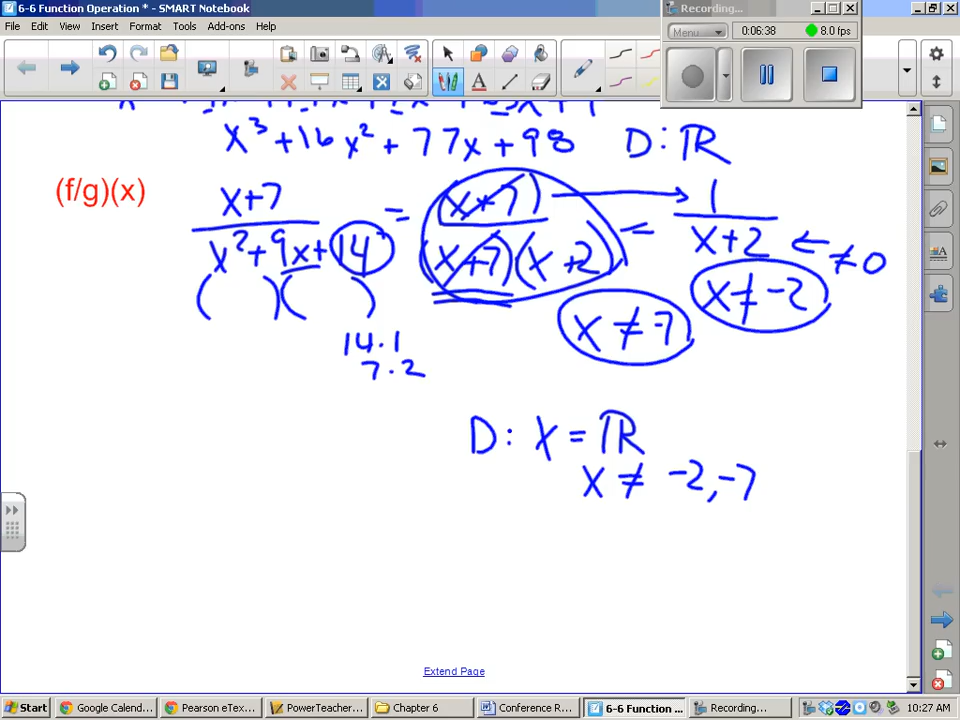 6-6 Function Operation * - SMART Notebook
Recording...
File Edit View Insert Format Tools Add-ons Help
Menu 0:06:38 8.0 fps
x³ + 16x² + 77x + 98 D: ℝ
(f/g)(x)
x+7 / x² + 9x + 14 = (x+7) / (x+7)(x+2) = 1 / x+2 ← ≠ 0
( )( )
x ≠ -2
x ≠ -7
14·1
7·2
D: x = ℝ
x ≠ -2, -7
Extend Page
Start Google Calend... Pearson eTex... PowerTeacher... Chapter 6 Conference R... 6-6 Function ... Recording... 10:27 AM